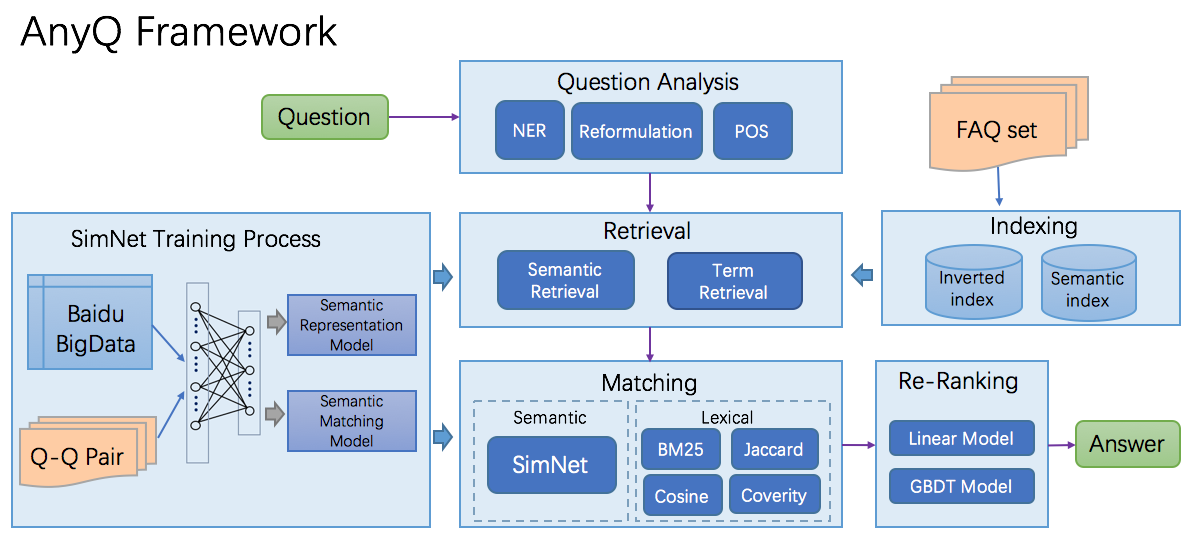 AnyQ Framework
Question
Question Analysis
NER
Reformulation
POS
FAQ set
SimNet Training Process
Baidu
BigData
Q-Q Pair
Semantic
Representation
Model
Semantic
Matching
Model
Retrieval
Semantic
Retrieval
Term
Retrieval
Indexing
Inverted
index
Semantic
index
Matching
Semantic
SimNet
Lexical
BM25
Jaccard
Cosine
Coverity
Re-Ranking
Linear Model
GBDT Model
Answer